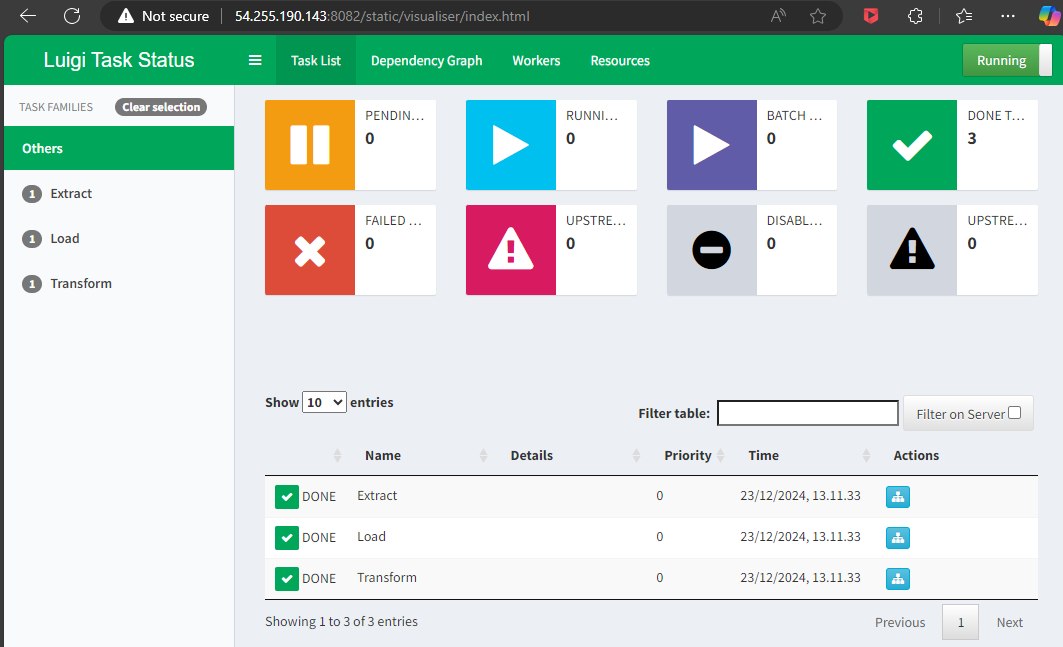 Not secure 54.255.190.143:8082/static/visualiser/index.html
Luigi Task Status Task List Dependency Graph Workers Resources Running
TASK FAMILIES Clear selection
Others
1 Extract
1 Load
1 Transform
PENDIN... RUNNI... BATCH ... DONE T...
0 0 0 3
FAILED ... UPSTRE... DISABL... UPSTRE...
0 0 0 0
Show 10 entries
Filter table: Filter on Server
Name Details Priority Time Actions
DONE Extract 0 23/12/2024, 13.11.33
DONE Load 0 23/12/2024, 13.11.33
DONE Transform 0 23/12/2024, 13.11.33
Showing 1 to 3 of 3 entries Previous 1 Next